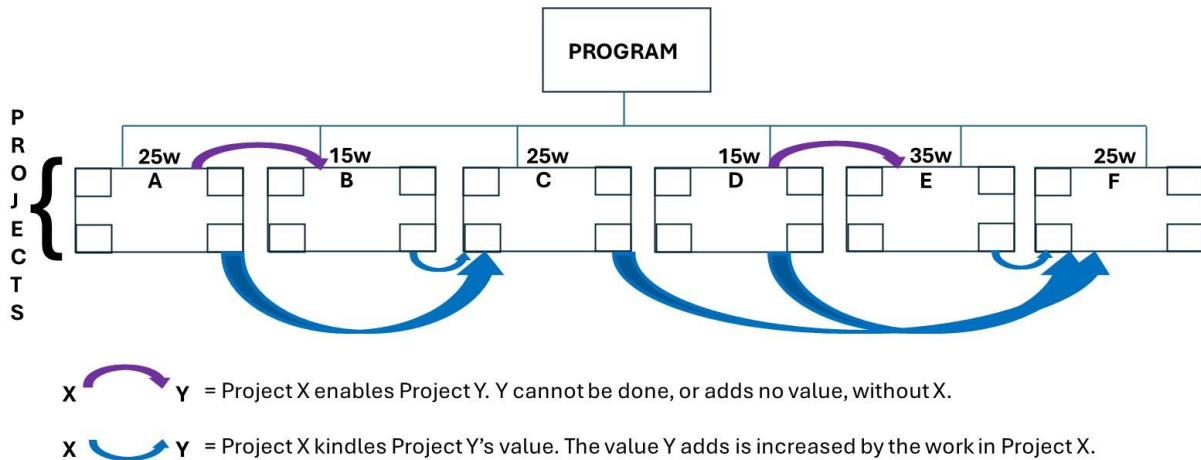 PROGRAM
PROJECTS
25w 15w 25w 15w 35w 25w
A B C D E F
X Y = Project X enables Project Y. Y cannot be done, or adds no value, without X.
X Y = Project X kindles Project Y’s value. The value Y adds is increased by the work in Project X.